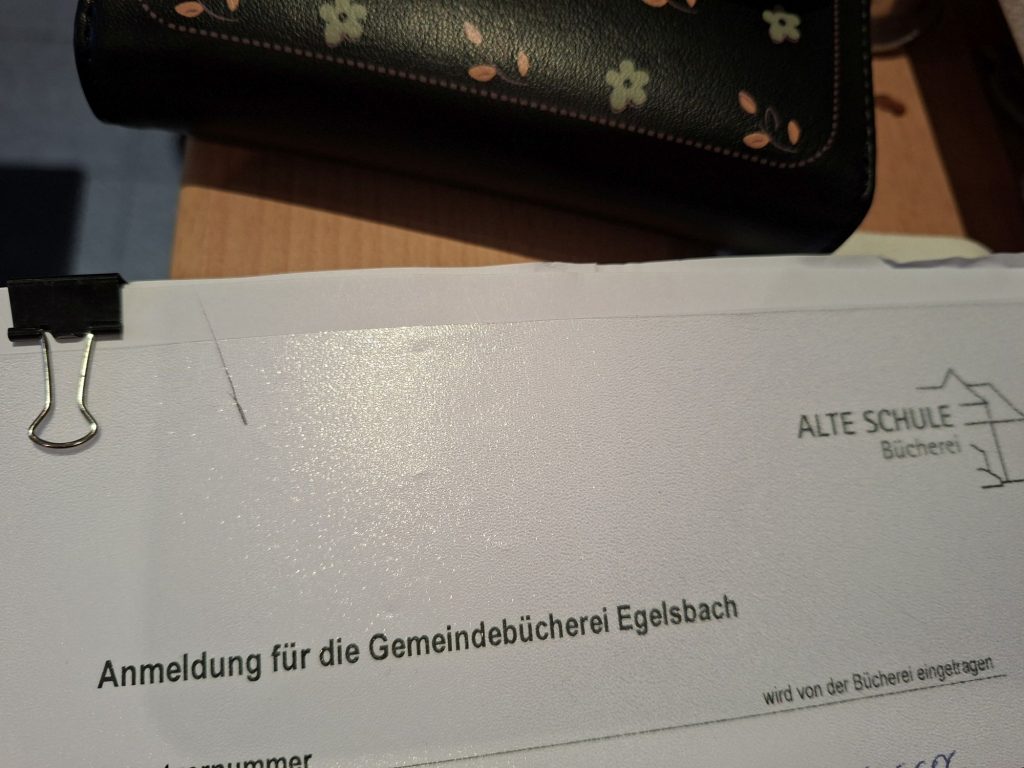 ALTE SCHULE
Bücherei
Anmeldung für die Gemeindebücherei Egelsbach
wird von der Bücherei eingetragen